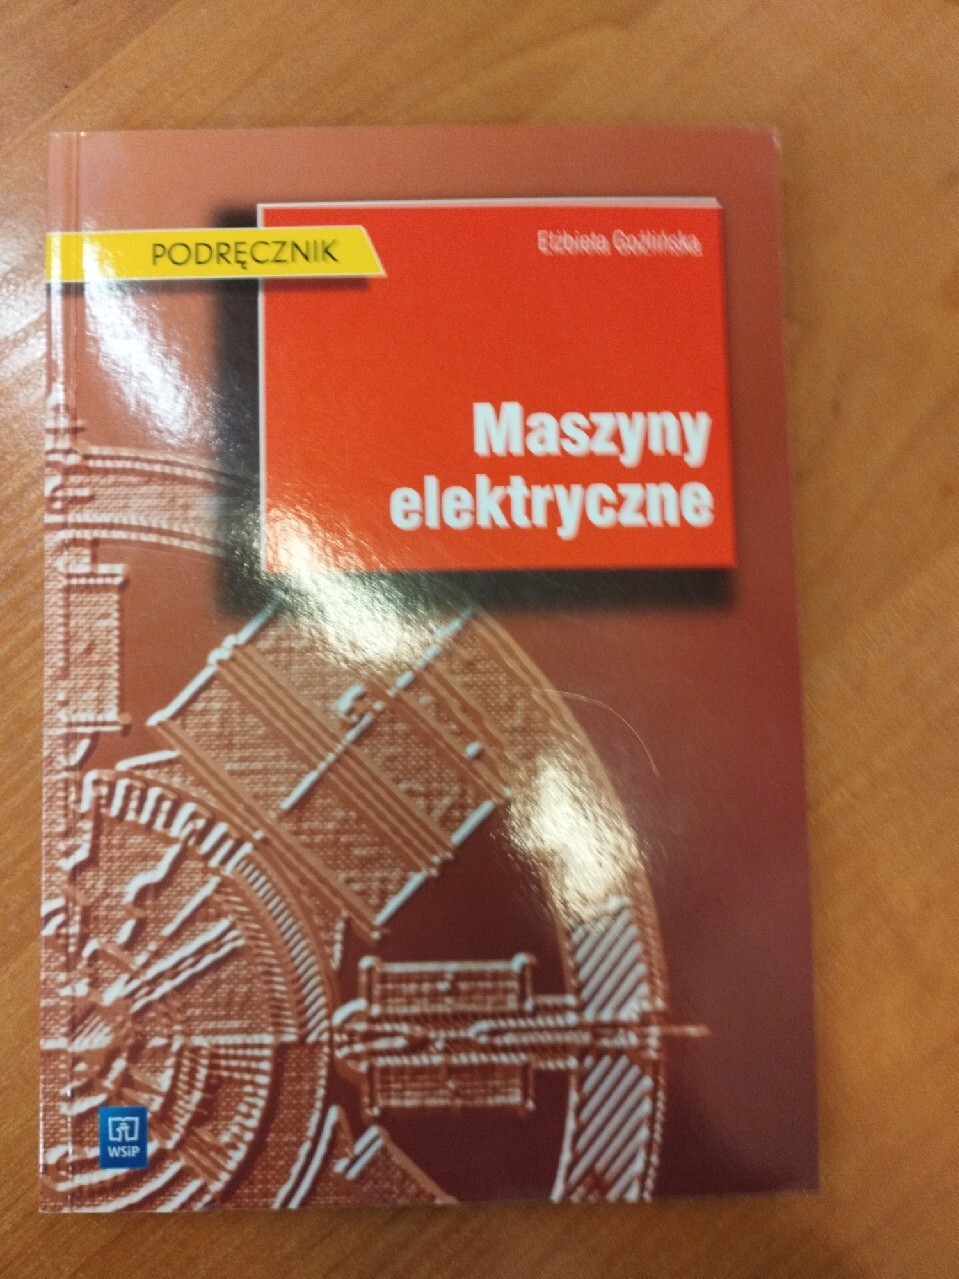 PODRĘCZNIK
Elżbieta Goźlińska
Maszyny
elektryczne
WSiP